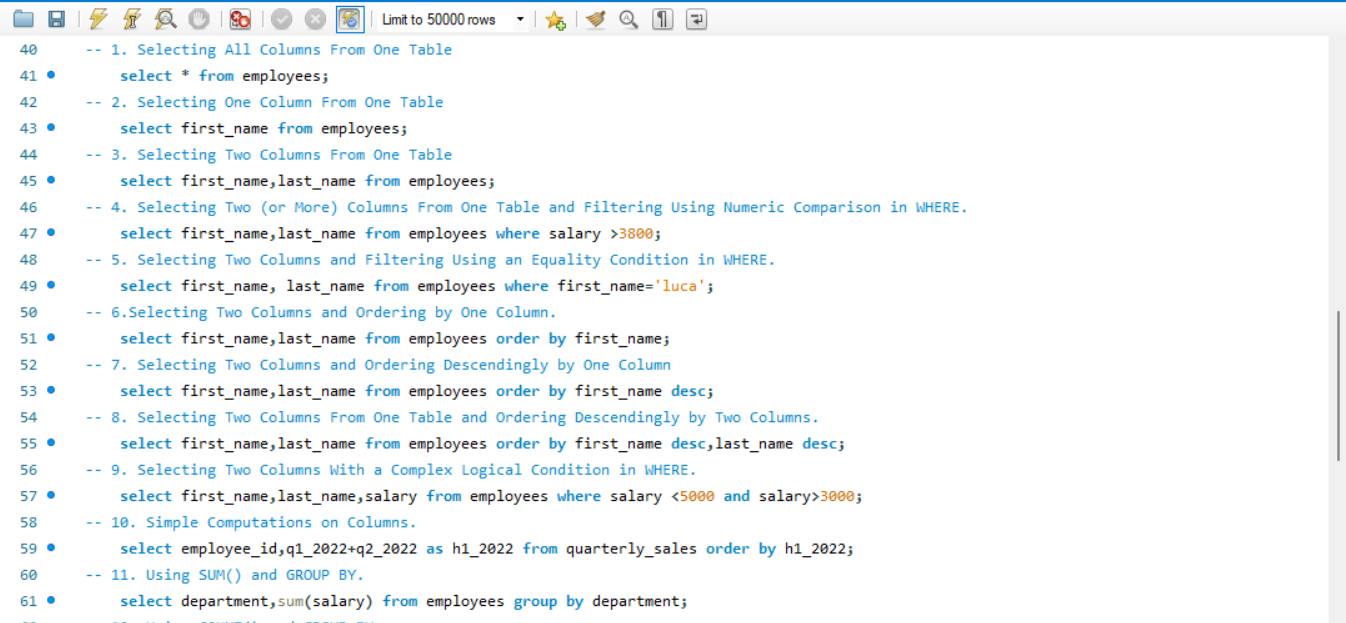 Limit to 50000 rows
40 -- 1. Selecting All Columns From One Table
41 select * from employees;
42 -- 2. Selecting One Column From One Table
43 select first_name from employees;
44 -- 3. Selecting Two Columns From One Table
45 select first_name,last_name from employees;
46 -- 4. Selecting Two (or More) Columns From One Table and Filtering Using Numeric Comparison in WHERE.
47 select first_name,last_name from employees where salary >3800;
48 -- 5. Selecting Two Columns and Filtering Using an Equality Condition in WHERE.
49 select first_name, last_name from employees where first_name='luca';
50 -- 6.Selecting Two Columns and Ordering by One Column.
51 select first_name,last_name from employees order by first_name;
52 -- 7. Selecting Two Columns and Ordering Descendingly by One Column
53 select first_name,last_name from employees order by first_name desc;
54 -- 8. Selecting Two Columns From One Table and Ordering Descendingly by Two Columns.
55 select first_name,last_name from employees order by first_name desc,last_name desc;
56 -- 9. Selecting Two Columns With a Complex Logical Condition in WHERE.
57 select first_name,last_name,salary from employees where salary <5000 and salary>3000;
58 -- 10. Simple Computations on Columns.
59 select employee_id,q1_2022+q2_2022 as h1_2022 from quarterly_sales order by h1_2022;
60 -- 11. Using SUM() and GROUP BY.
61 select department,sum(salary) from employees group by department;